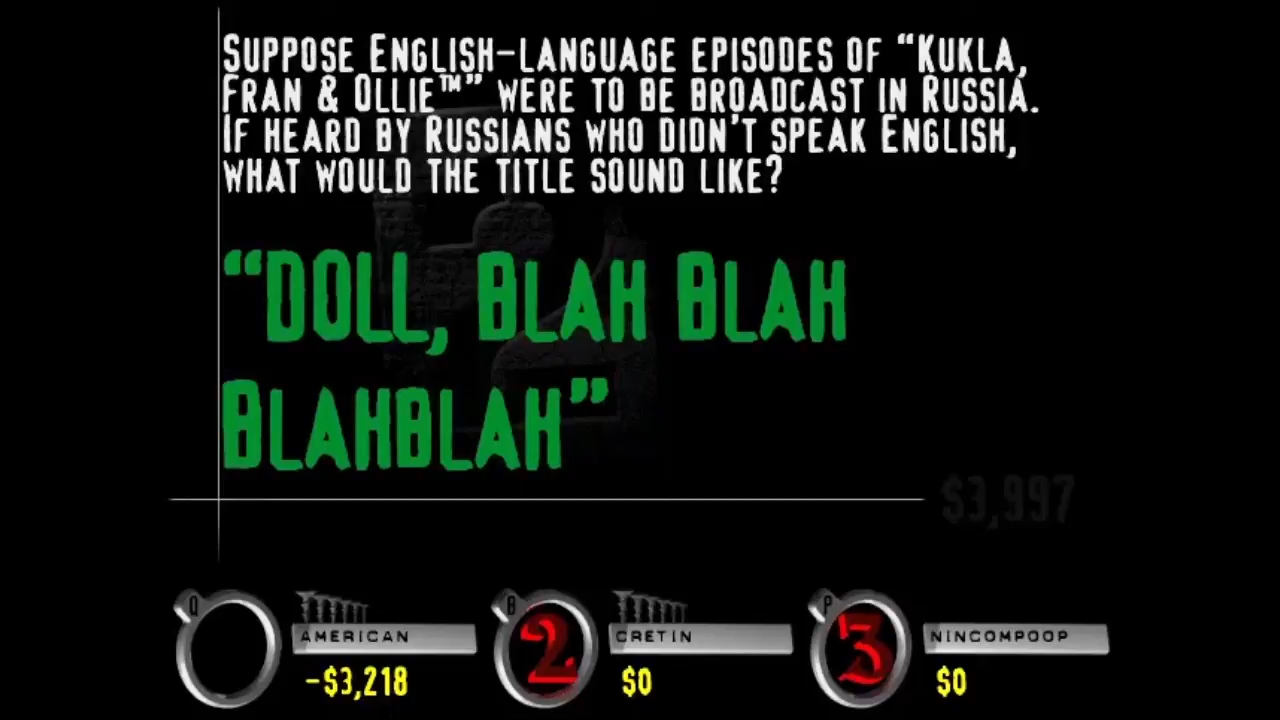 SUPPOSE ENGLISH-LANGUAGE EPISODES OF “KUKLA,
FRAN & OLLIE™” WERE TO BE BROADCAST IN RUSSIA.
IF HEARD BY RUSSIANS WHO DIDN'T SPEAK ENGLISH,
WHAT WOULD THE TITLE SOUND LIKE?
“DOLL, BLAH BLAH
BLAHBLAH”
$3,997
Q
AMERICAN
-$3,218
B
2
CRETIN
$0
P
3
NINCOMPOOP
$0